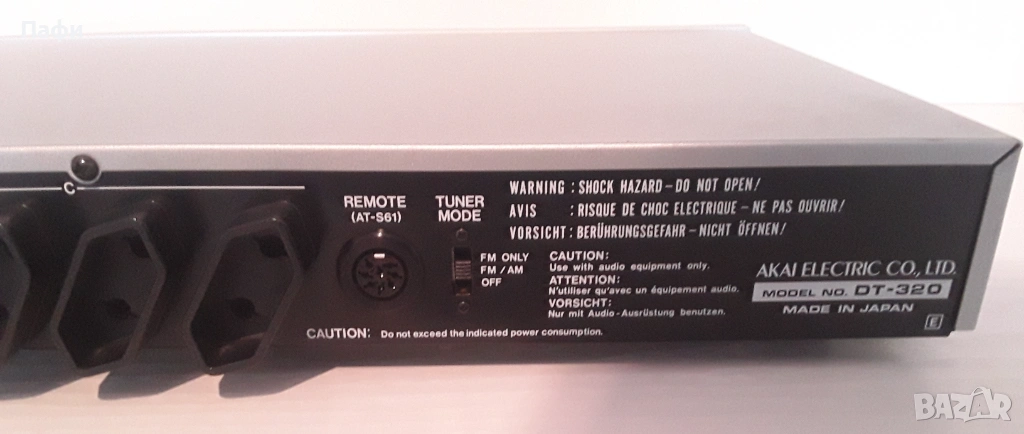 Пафи
C
REMOTE
(AT-S61)
TUNER
MODE
FM ONLY
FM/AM
OFF
WARNING : SHOCK HAZARD-DO NOT OPEN!
AVIS : RISQUE DE CHOC ELECTRIQUE - NE PAS OUVRIR!
VORSICHT : BERÜHRUNGSGEFAHR - NICHT ÖFFNEN!
CAUTION:
Use with audio equipment only.
ATTENTION:
N'utiliser qu'avec un équipement audio.
VORSICHT:
Nur mit Audio-Ausrüstung benutzen.
CAUTION: Do not exceed the indicated power consumption.
AKAI ELECTRIC CO., LTD.
MODEL NO. DT-320
MADE IN JAPAN
E
BAZAR